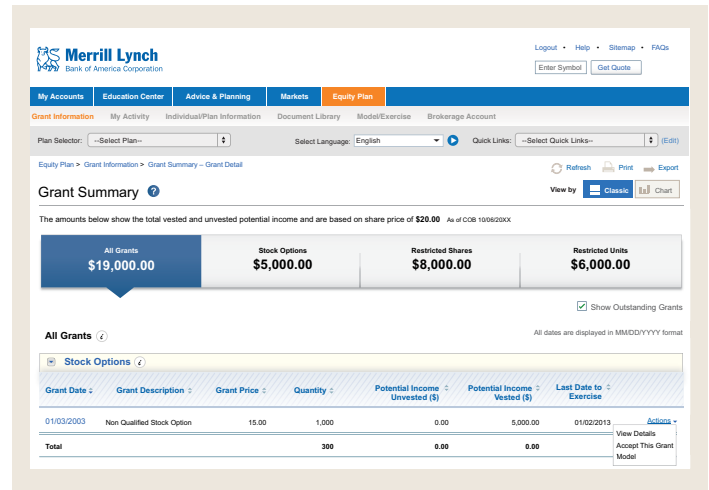 Logout • Help • Sitemap • FAQs
Merrill Lynch
Bank of America Corporation
Enter Symbol Get Quote
My Accounts Education Center Advice & Planning Markets Equity Plan
Grant Information My Activity Individual/Plan Information Document Library Model/Exercise Brokerage Account
Plan Selector: --Select Plan-- Select Language: English Quick Links: --Select Quick Links-- (Edit)
Equity Plan > Grant Information > Grant Summary – Grant Detail
Refresh Print Export
Grant Summary ?
View by Classic Chart
The amounts below show the total vested and unvested potential income and are based on share price of $20.00 As of COB 10/06/20XX
All Grants Stock Options Restricted Shares Restricted Units
$19,000.00 $5,000.00 $8,000.00 $6,000.00
Show Outstanding Grants
All Grants i
All dates are displayed in MM/DD/YYYY format
Stock Options i
Grant Date Grant Description Grant Price Quantity Potential Income Unvested ($) Potential Income Vested ($) Last Date to Exercise
01/03/2003 Non Qualified Stock Option 15.00 1,000 0.00 5,000.00 01/02/2013 Actions
View Details
Accept This Grant
Model
Total 300 0.00 0.00